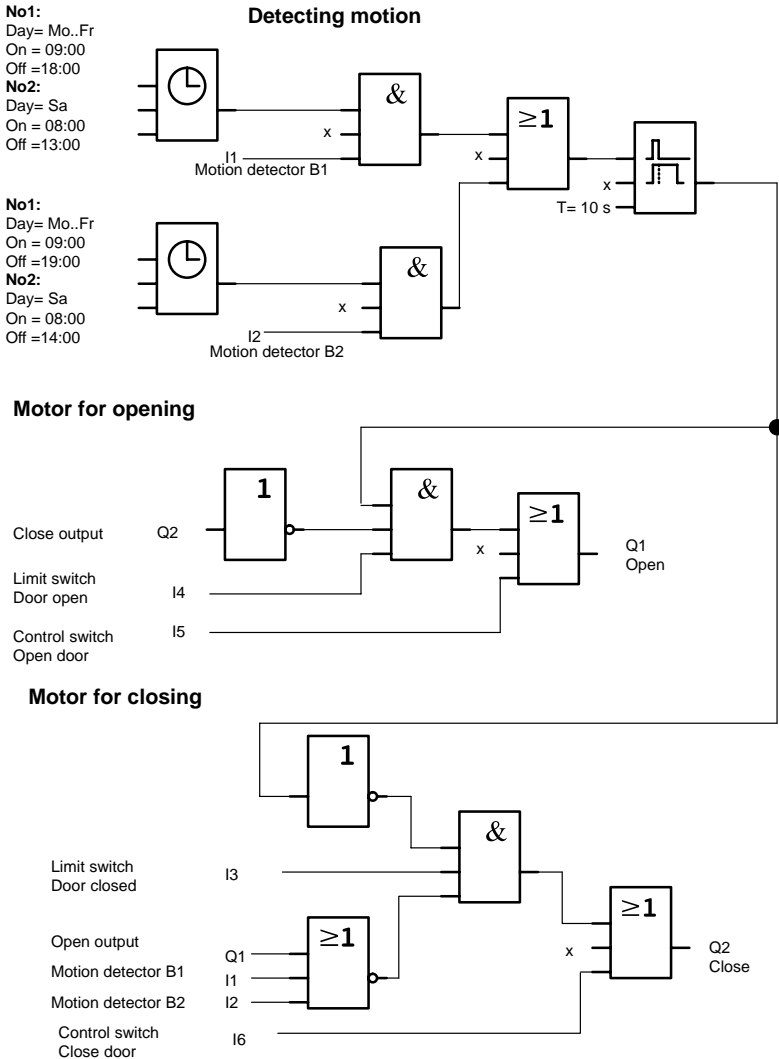 No1:
Day= Mo..Fr
On = 09:00
Off =18:00
No2:
Day= Sa
On = 08:00
Off =13:00
Detecting motion
&
x
I1
Motion detector B1
≥1
x
x
T= 10 s
No1:
Day= Mo..Fr
On = 09:00
Off =19:00
No2:
Day= Sa
On = 08:00
Off =14:00
&
x
I2
Motion detector B2
Motor for opening
1
&
≥1
Close output
Q2
x
Q1
Open
Limit switch
Door open
I4
Control switch
Open door
I5
Motor for closing
1
&
Limit switch
Door closed
I3
≥1
≥1
Open output
Q1
x
Q2
Close
Motion detector B1
I1
Motion detector B2
I2
Control switch
Close door
I6